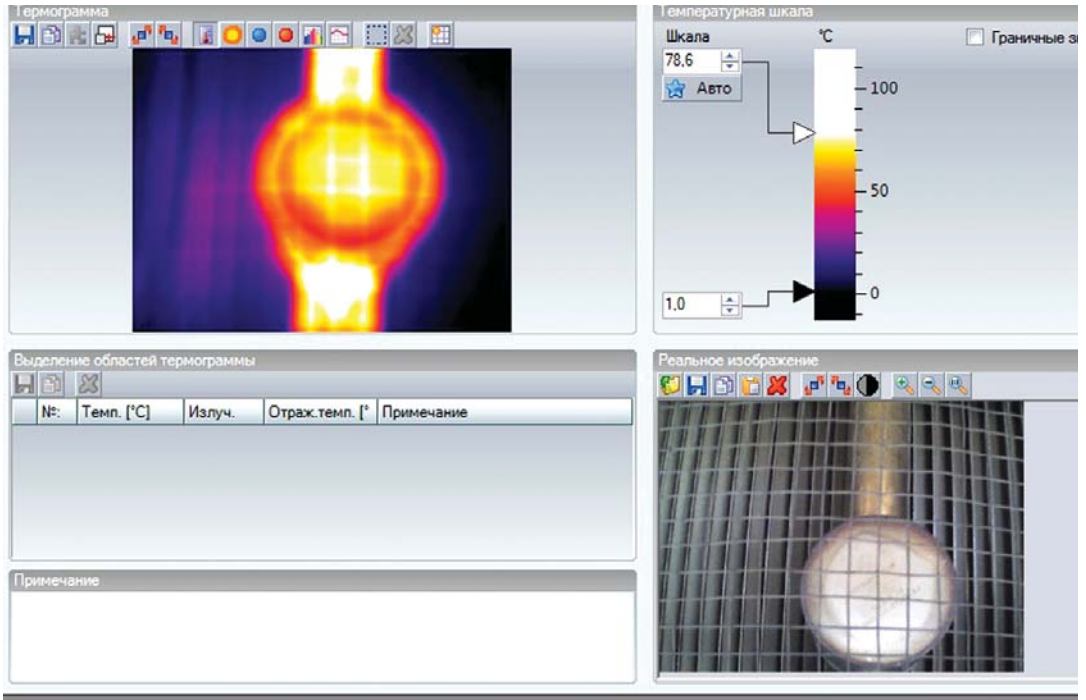 Термограмма
Температурная шкала
Шкала
°C
Граничные
78.6
Авто
100
50
1.0
0
Выделение областей термограммы
Реальное изображение
№: Темп. [°C] Излуч. Отраж.темп. [° Примечание
Примечание